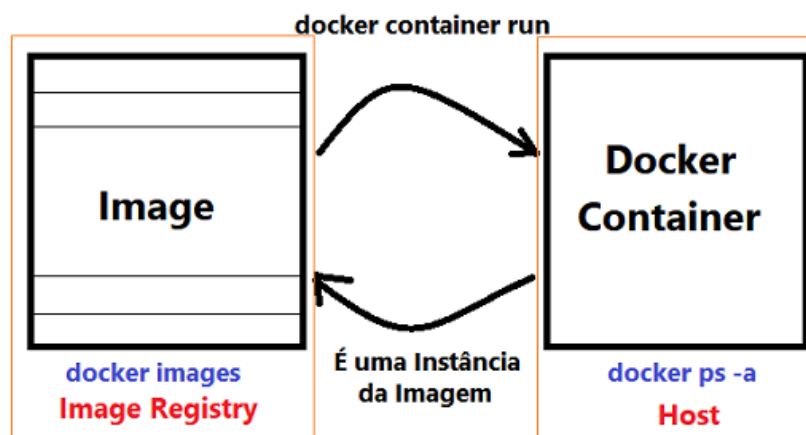 docker container run
Image
Docker
Container
É uma Instância
da Imagem
docker images
Image Registry
docker ps -a
Host